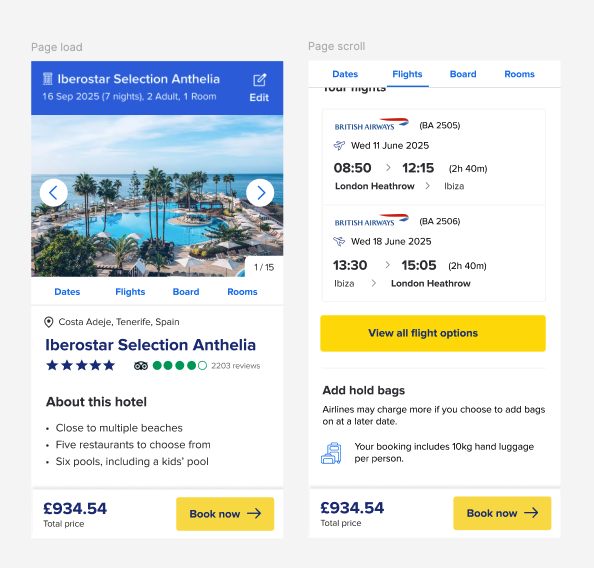 Page load
Iberostar Selection Anthelia
16 Sep 2025 (7 nights), 2 Adult, 1 Room
Edit
1 / 15
Dates Flights Board Rooms
Costa Adeje, Tenerife, Spain
Iberostar Selection Anthelia
2203 reviews
About this hotel
• Close to multiple beaches
• Five restaurants to choose from
• Six pools, including a kids’ pool
£934.54
Total price
Book now
Page scroll
Dates Flights Board Rooms
Your flights
BRITISH AIRWAYS (BA 2505)
Wed 11 June 2025
08:50 12:15 (2h 40m)
London Heathrow Ibiza
BRITISH AIRWAYS (BA 2506)
Wed 18 June 2025
13:30 15:05 (2h 40m)
Ibiza London Heathrow
View all flight options
Add hold bags
Airlines may charge more if you choose to add bags
on at a later date.
Your booking includes 10kg hand luggage
per person.
£934.54
Total price
Book now